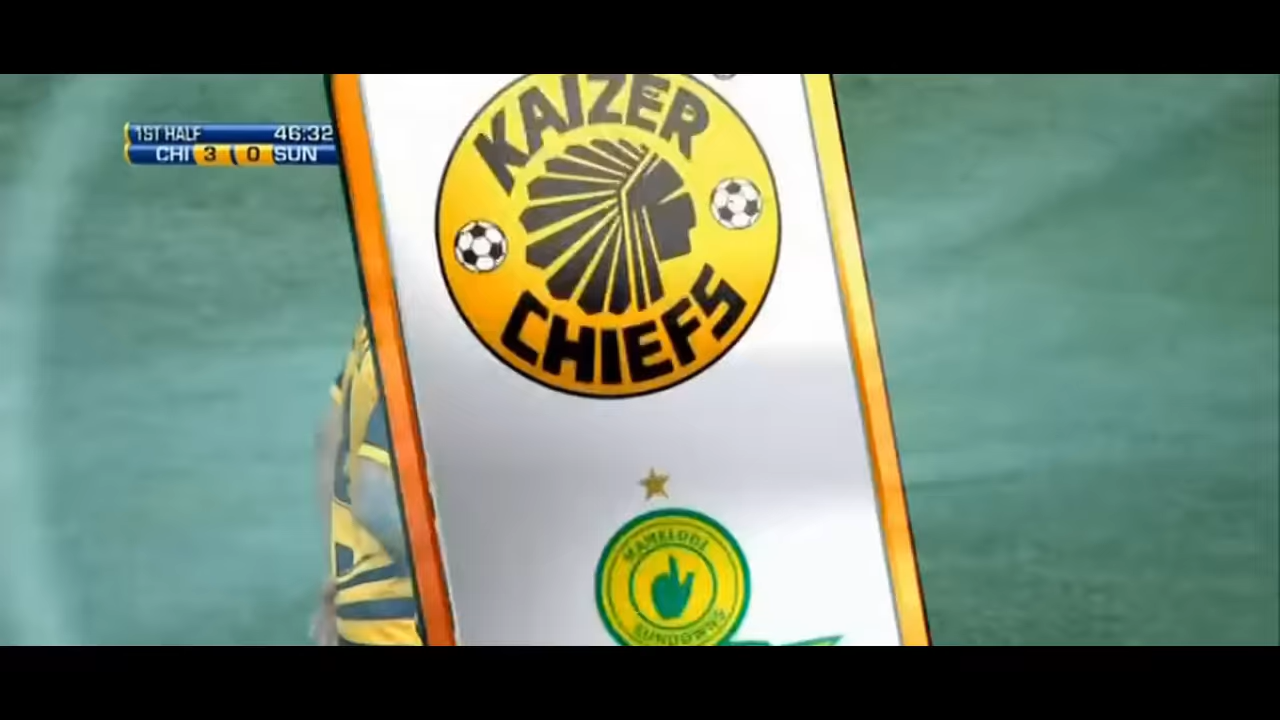 1ST HALF 46:32
CHI 3 0 SUN
KAIZER
CHIEFS
MAMELODI
SUNDOWNS